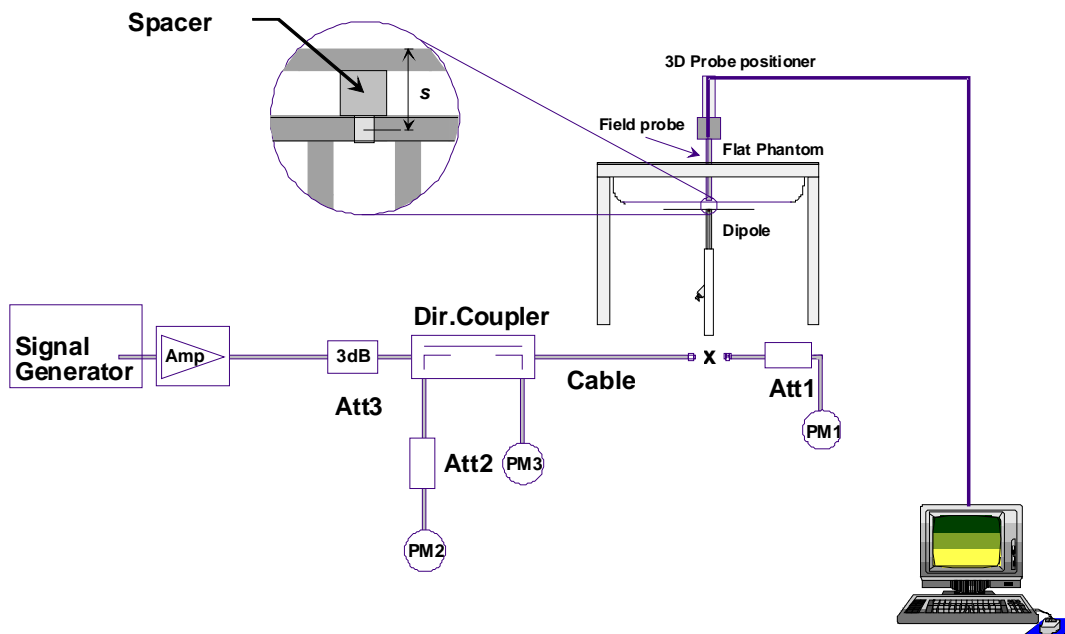 Spacer
s
3D Probe positioner
Field probe
Flat Phantom
Dipole
Dir.Coupler
Signal
Generator
Amp
3dB
Att3
Cable
x
Att1
PM1
Att2
PM3
PM2